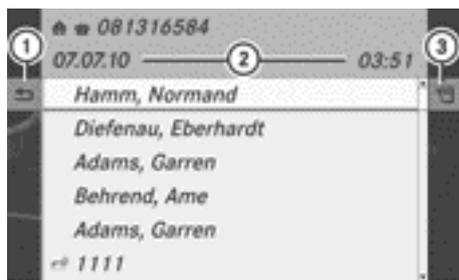 081316584
1 2 3
07.07.10 03:51
Hamm, Normand
Diefenau, Eberhardt
Adams, Garren
Behrend, Ame
Adams, Garren
1111